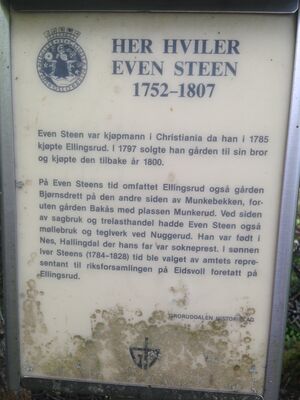 HER HVILER
EVEN STEEN
1752–1807
Even Steen var kjøpmann i Christiania da han i 1785
kjøpte Ellingsrud. I 1797 solgte han gården til sin bror
og kjøpte den tilbake år 1800.
På Even Steens tid omfattet Ellingsrud også gården
Bjørnsdrett på den andre siden av Munkebekken, for-
uten gården Bakås med plassen Munkerud. Ved siden
av sagbruk og trelasthandel hadde Even Steen også
møllebruk og teglverk ved Nuggerud. Han var født i
Nes, Hallingdal der hans far var sokneprest. I sønnen
Iver Steens (1784–1828) tid ble valget av amtets repre-
sentant til riksforsamlingen på Eidsvoll foretatt på
Ellingsrud.
GRORUDDALEN HISTORIELAG